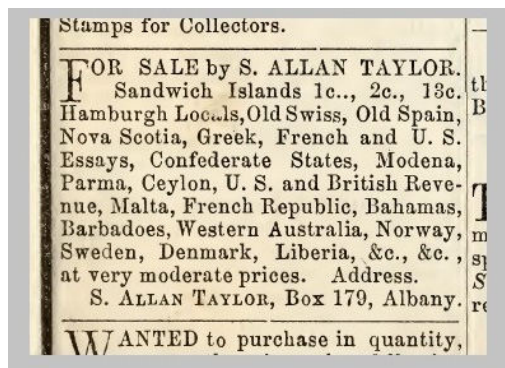 Stamps for Collectors.
FOR SALE by S. ALLAN TAYLOR.
Sandwich Islands 1c.., 2c., 13c.
Hamburgh Locals, Old Swiss, Old Spain,
Nova Scotia, Greek, French and U. S.
Essays, Confederate States, Modena,
Parma, Ceylon, U. S. and British Reve-
nue, Malta, French Republic, Bahamas,
Barbadoes, Western Australia, Norway,
Sweden, Denmark, Liberia, &c., &c. ,
at very moderate prices. Address.
S. ALLAN TAYLOR, Box 179, Albany.
WANTED to purchase in quantity,